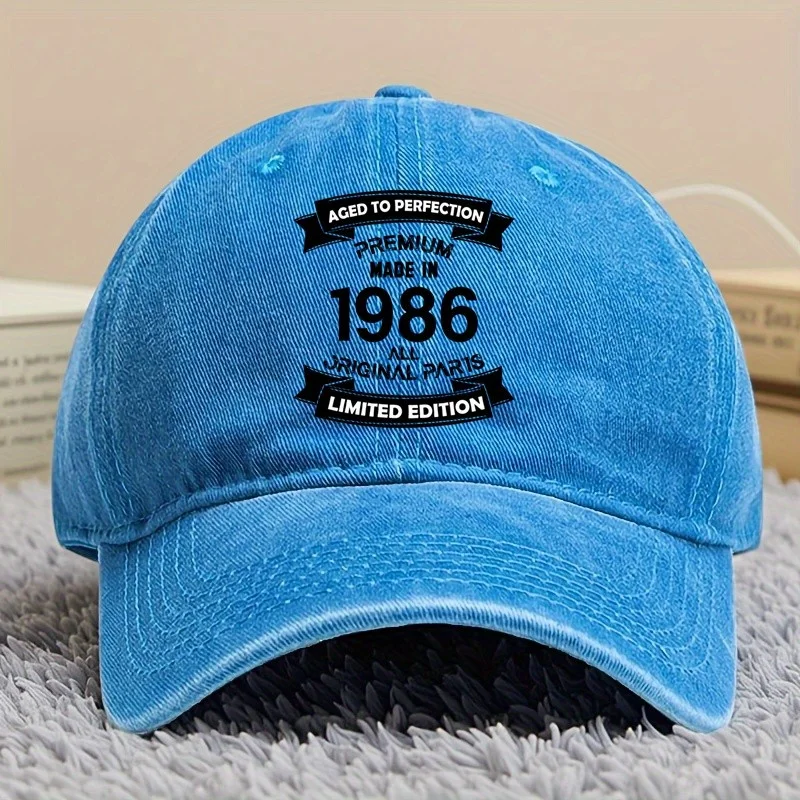 AGED TO PERFECTION
PREMIUM
MADE IN
1986
ALL
ORIGINAL PARTS
LIMITED EDITION